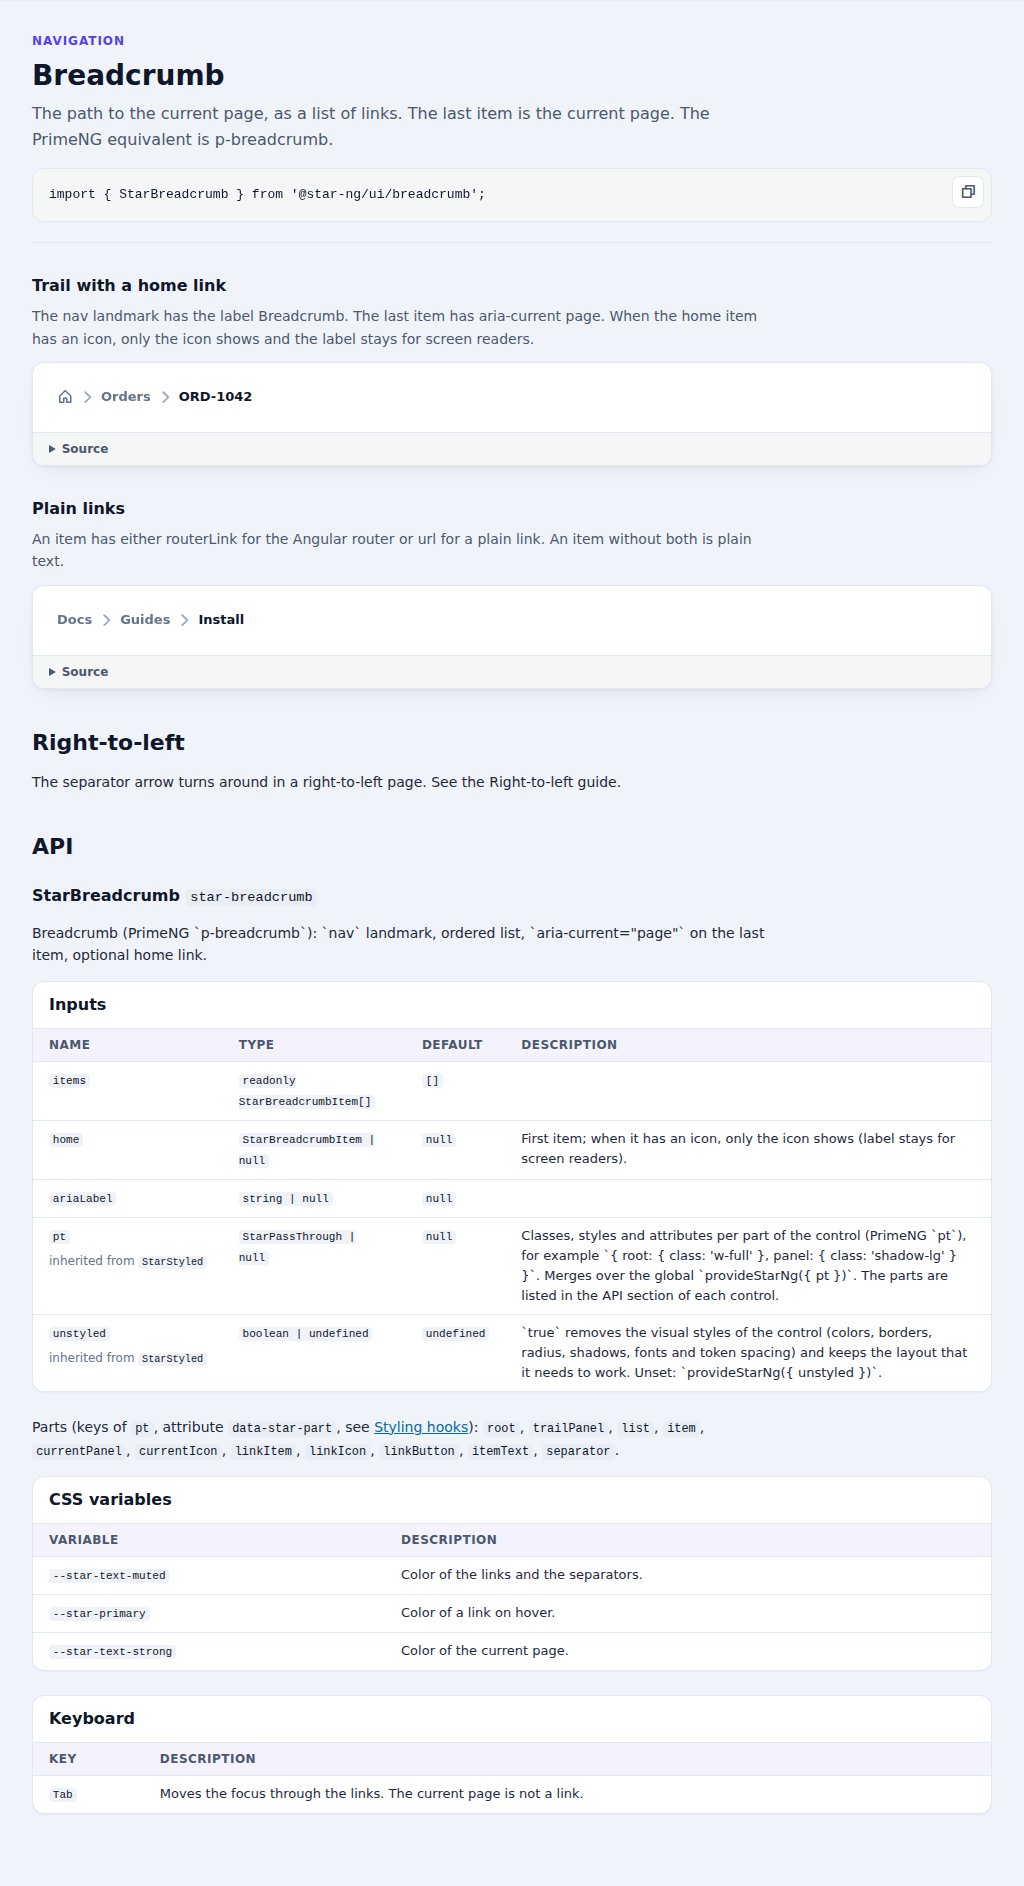 NAVIGATION
Breadcrumb
The path to the current page, as a list of links. The last item is the current page. The
PrimeNG equivalent is p-breadcrumb.
import { StarBreadcrumb } from '@star-ng/ui/breadcrumb';
Trail with a home link
The nav landmark has the label Breadcrumb. The last item has aria-current page. When the home item
has an icon, only the icon shows and the label stays for screen readers.
Orders ORD-1042
Source
Plain links
An item has either routerLink for the Angular router or url for a plain link. An item without both is plain
text.
Docs Guides Install
Source
Right-to-left
The separator arrow turns around in a right-to-left page. See the Right-to-left guide.
API
StarBreadcrumb star-breadcrumb
Breadcrumb (PrimeNG `p-breadcrumb`): `nav` landmark, ordered list, `aria-current="page"` on the last
item, optional home link.
Inputs
NAME TYPE DEFAULT DESCRIPTION
items readonly []
StarBreadcrumbItem[]
home StarBreadcrumbItem | null First item; when it has an icon, only the icon shows (label stays for
null screen readers).
ariaLabel string | null null
pt StarPassThrough | null Classes, styles and attributes per part of the control (PrimeNG `pt`),
inherited from StarStyled null for example `{ root: { class: 'w-full' }, panel: { class: 'shadow-lg' }
}`. Merges over the global `provideStarNg({ pt })`. The parts are
listed in the API section of each control.
unstyled boolean | undefined undefined `true` removes the visual styles of the control (colors, borders,
inherited from StarStyled radius, shadows, fonts and token spacing) and keeps the layout that
it needs to work. Unset: `provideStarNg({ unstyled })`.
Parts (keys of pt, attribute data-star-part, see Styling hooks): root, trailPanel, list, item,
currentPanel, currentIcon, linkItem, linkIcon, linkButton, itemText, separator.
CSS variables
VARIABLE DESCRIPTION
--star-text-muted Color of the links and the separators.
--star-primary Color of a link on hover.
--star-text-strong Color of the current page.
Keyboard
KEY DESCRIPTION
Tab Moves the focus through the links. The current page is not a link.